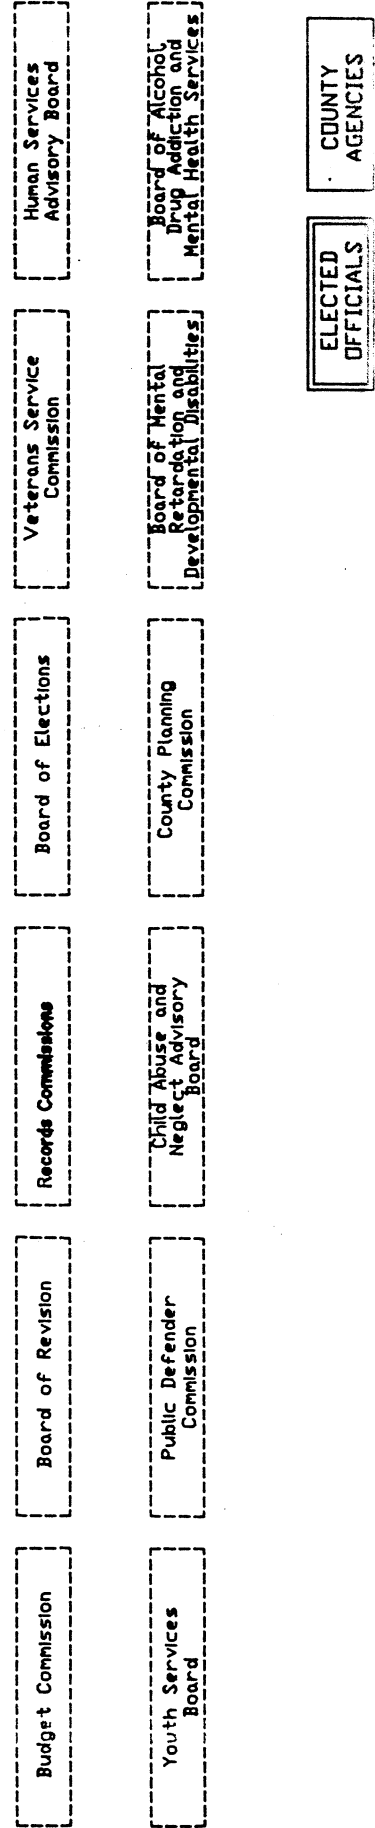 Budget Commission
Board of Revision
Records Commissions
Board of Elections
Veterans Service
Commission
Human Services
Advisory Board
Youth Services
Board
Public Defender
Commission
Child Abuse and
Neglect Advisory
Board
County Planning
Commission
Board of Mental
Retardation and
Developmental Disabilities
Board of Alcohol
Drug Addiction and
Mental Health Services
ELECTED
OFFICIALS
COUNTY
AGENCIES